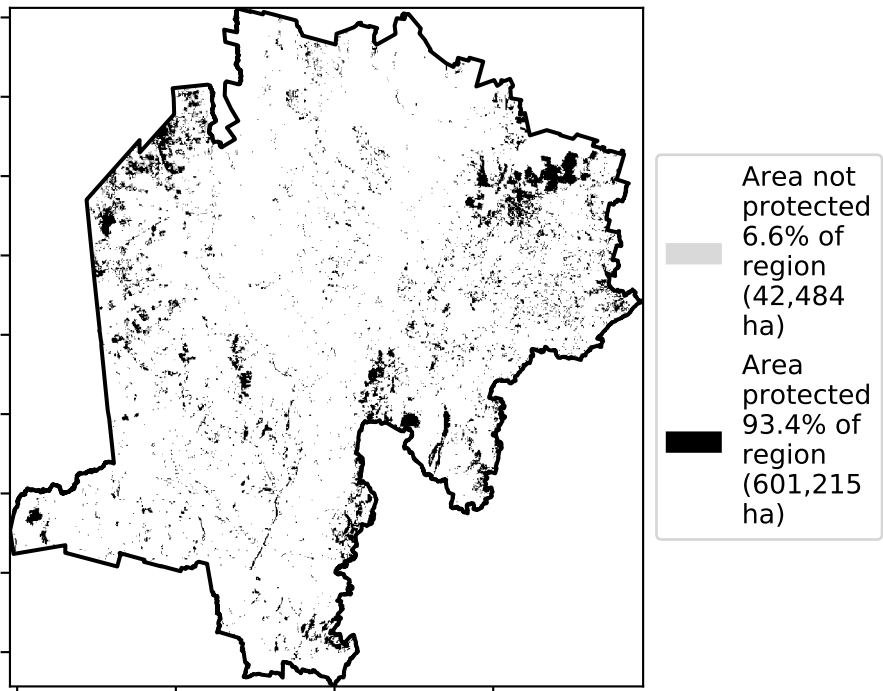 Area not
protected
6.6% of
region
(42,484
ha)
Area
protected
93.4% of
region
(601,215
ha)